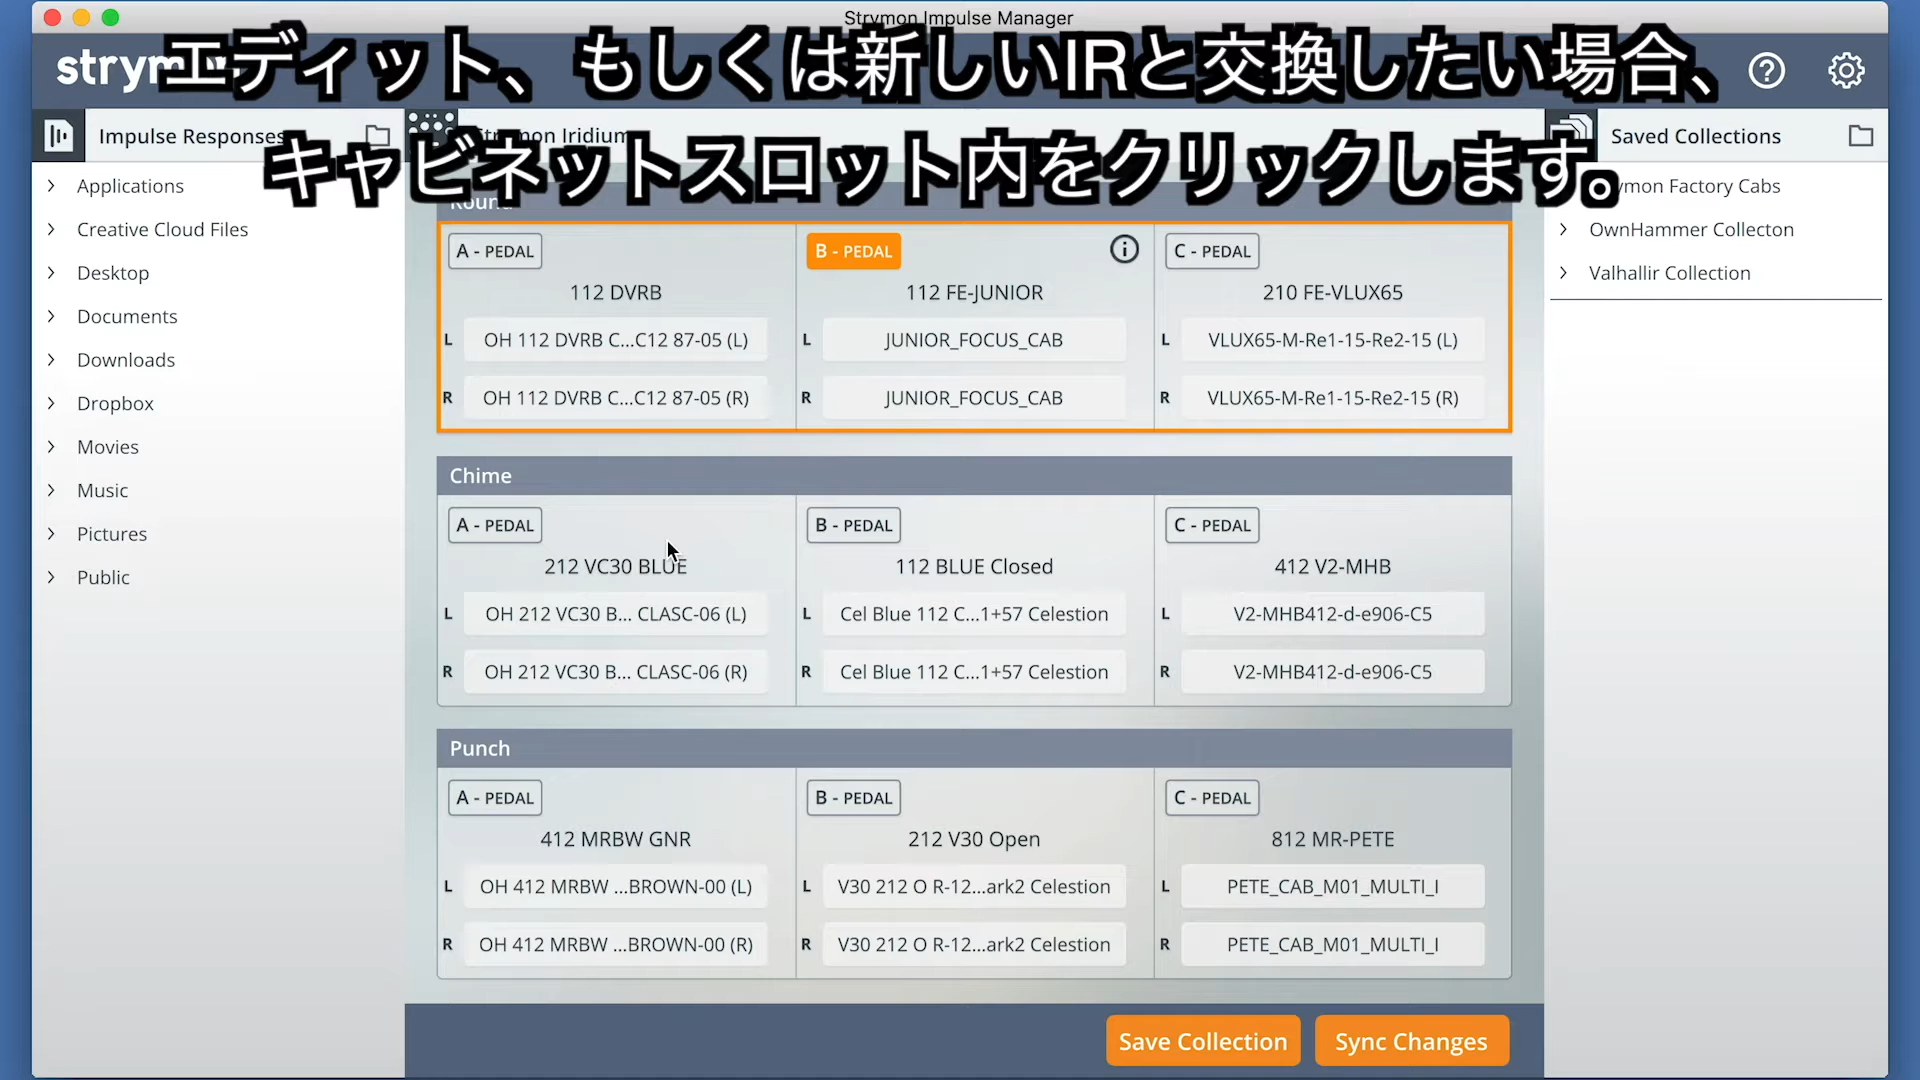 Strymon Impulse Manager
エディット、もしくは新しいIRと交換したい場合、
キャビネットスロット内をクリックします。
Impulse Responses
Applications
Creative Cloud Files
Desktop
Documents
Downloads
Dropbox
Movies
Music
Pictures
Public
Strymon Iridium
Round
A - PEDAL
112 DVRB
L OH 112 DVRB C...C12 87-05 (L)
R OH 112 DVRB C...C12 87-05 (R)
B - PEDAL
112 FE-JUNIOR
L JUNIOR_FOCUS_CAB
R JUNIOR_FOCUS_CAB
C - PEDAL
210 FE-VLUX65
L VLUX65-M-Re1-15-Re2-15 (L)
R VLUX65-M-Re1-15-Re2-15 (R)
Chime
A - PEDAL
212 VC30 BLUE
L OH 212 VC30 B... CLASC-06 (L)
R OH 212 VC30 B... CLASC-06 (R)
B - PEDAL
112 BLUE Closed
L Cel Blue 112 C...1+57 Celestion
R Cel Blue 112 C...1+57 Celestion
C - PEDAL
412 V2-MHB
L V2-MHB412-d-e906-C5
R V2-MHB412-d-e906-C5
Punch
A - PEDAL
412 MRBW GNR
L OH 412 MRBW ...BROWN-00 (L)
R OH 412 MRBW ...BROWN-00 (R)
B - PEDAL
212 V30 Open
L V30 212 O R-12...ark2 Celestion
R V30 212 O R-12...ark2 Celestion
C - PEDAL
812 MR-PETE
L PETE_CAB_M01_MULTI_I
R PETE_CAB_M01_MULTI_I
Save Collection
Sync Changes
Saved Collections
Factory Cabs
OwnHammer Collecton
Valhallir Collection